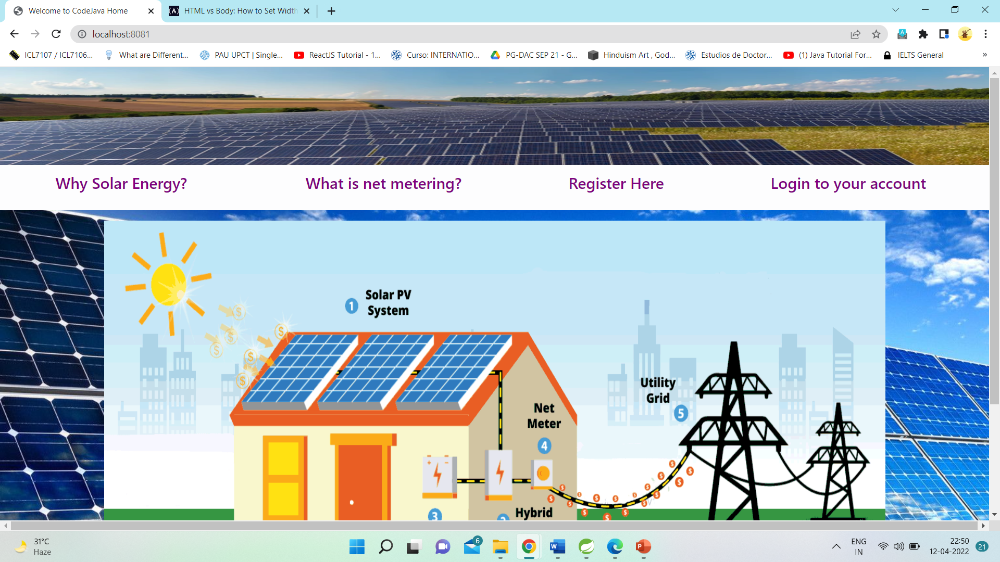 Welcome to CodeJava Home
HTML vs Body: How to Set Width
localhost:8081
ICL7107 / ICL7106...
What are Different...
PAU UPCT | Single...
ReactJS Tutorial - 1...
Curso: INTERNATIO...
PG-DAC SEP 21 - G...
Hinduism Art , God...
Estudios de Doctor...
(1) Java Tutorial For...
IELTS General
»
Why Solar Energy?
What is net metering?
Register Here
Login to your account
1
Solar PV
System
Utility
Grid
5
Net
Meter
4
3
2
Hybrid
31°C
Haze
6
ENG
IN
22:50
12-04-2022
21